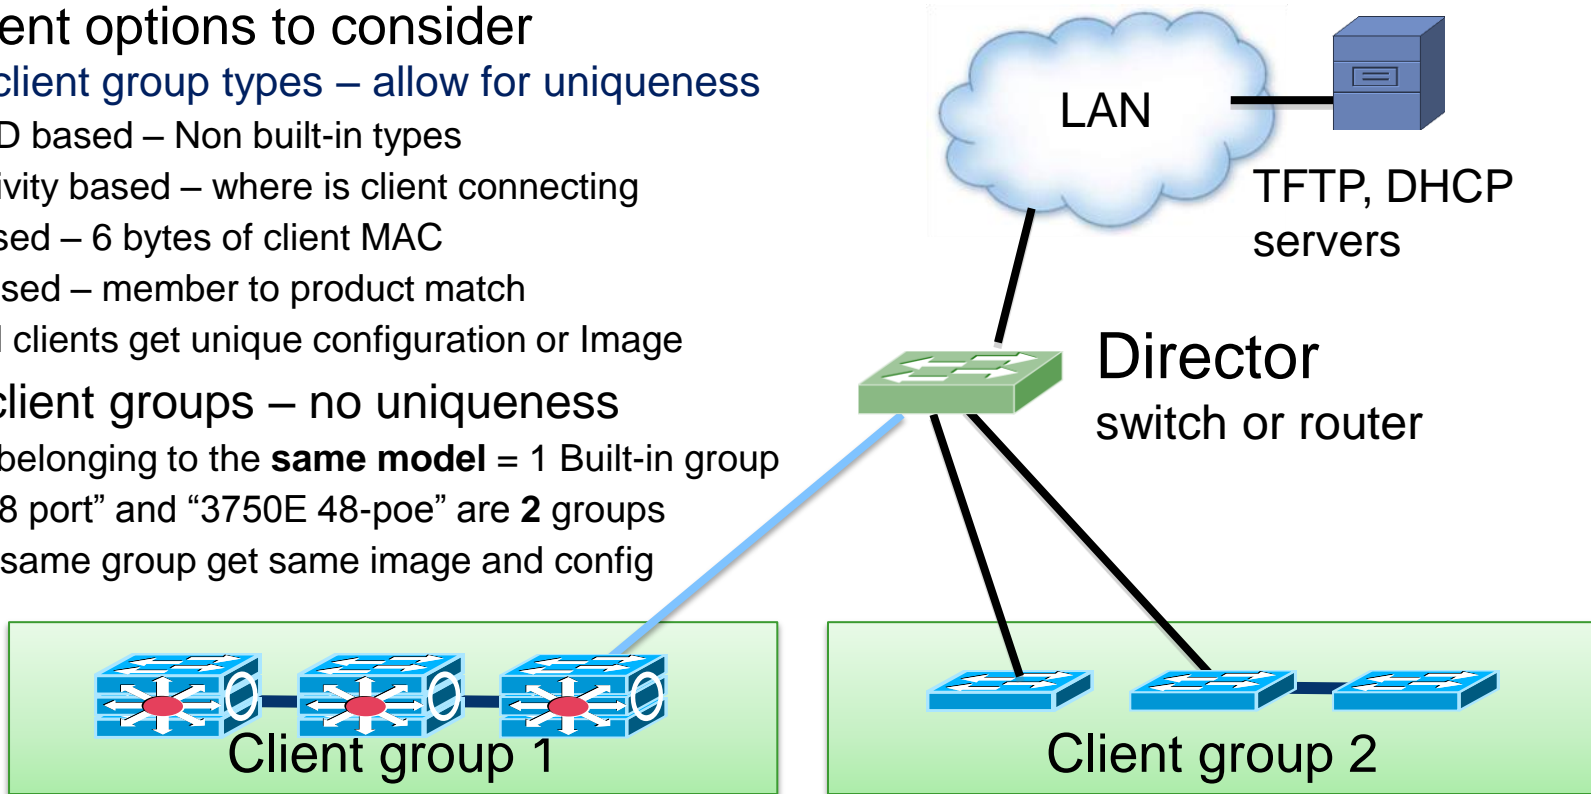 ent options to consider
client group types – allow for uniqueness
D based – Non built-in types
ivity based – where is client connecting
sed – 6 bytes of client MAC
sed – member to product match
l clients get unique configuration or Image
client groups – no uniqueness
belonging to the same model = 1 Built-in group
8 port” and “3750E 48-poe” are 2 groups
same group get same image and config
LAN
TFTP, DHCP
servers
Director
switch or router
Client group 1
Client group 2